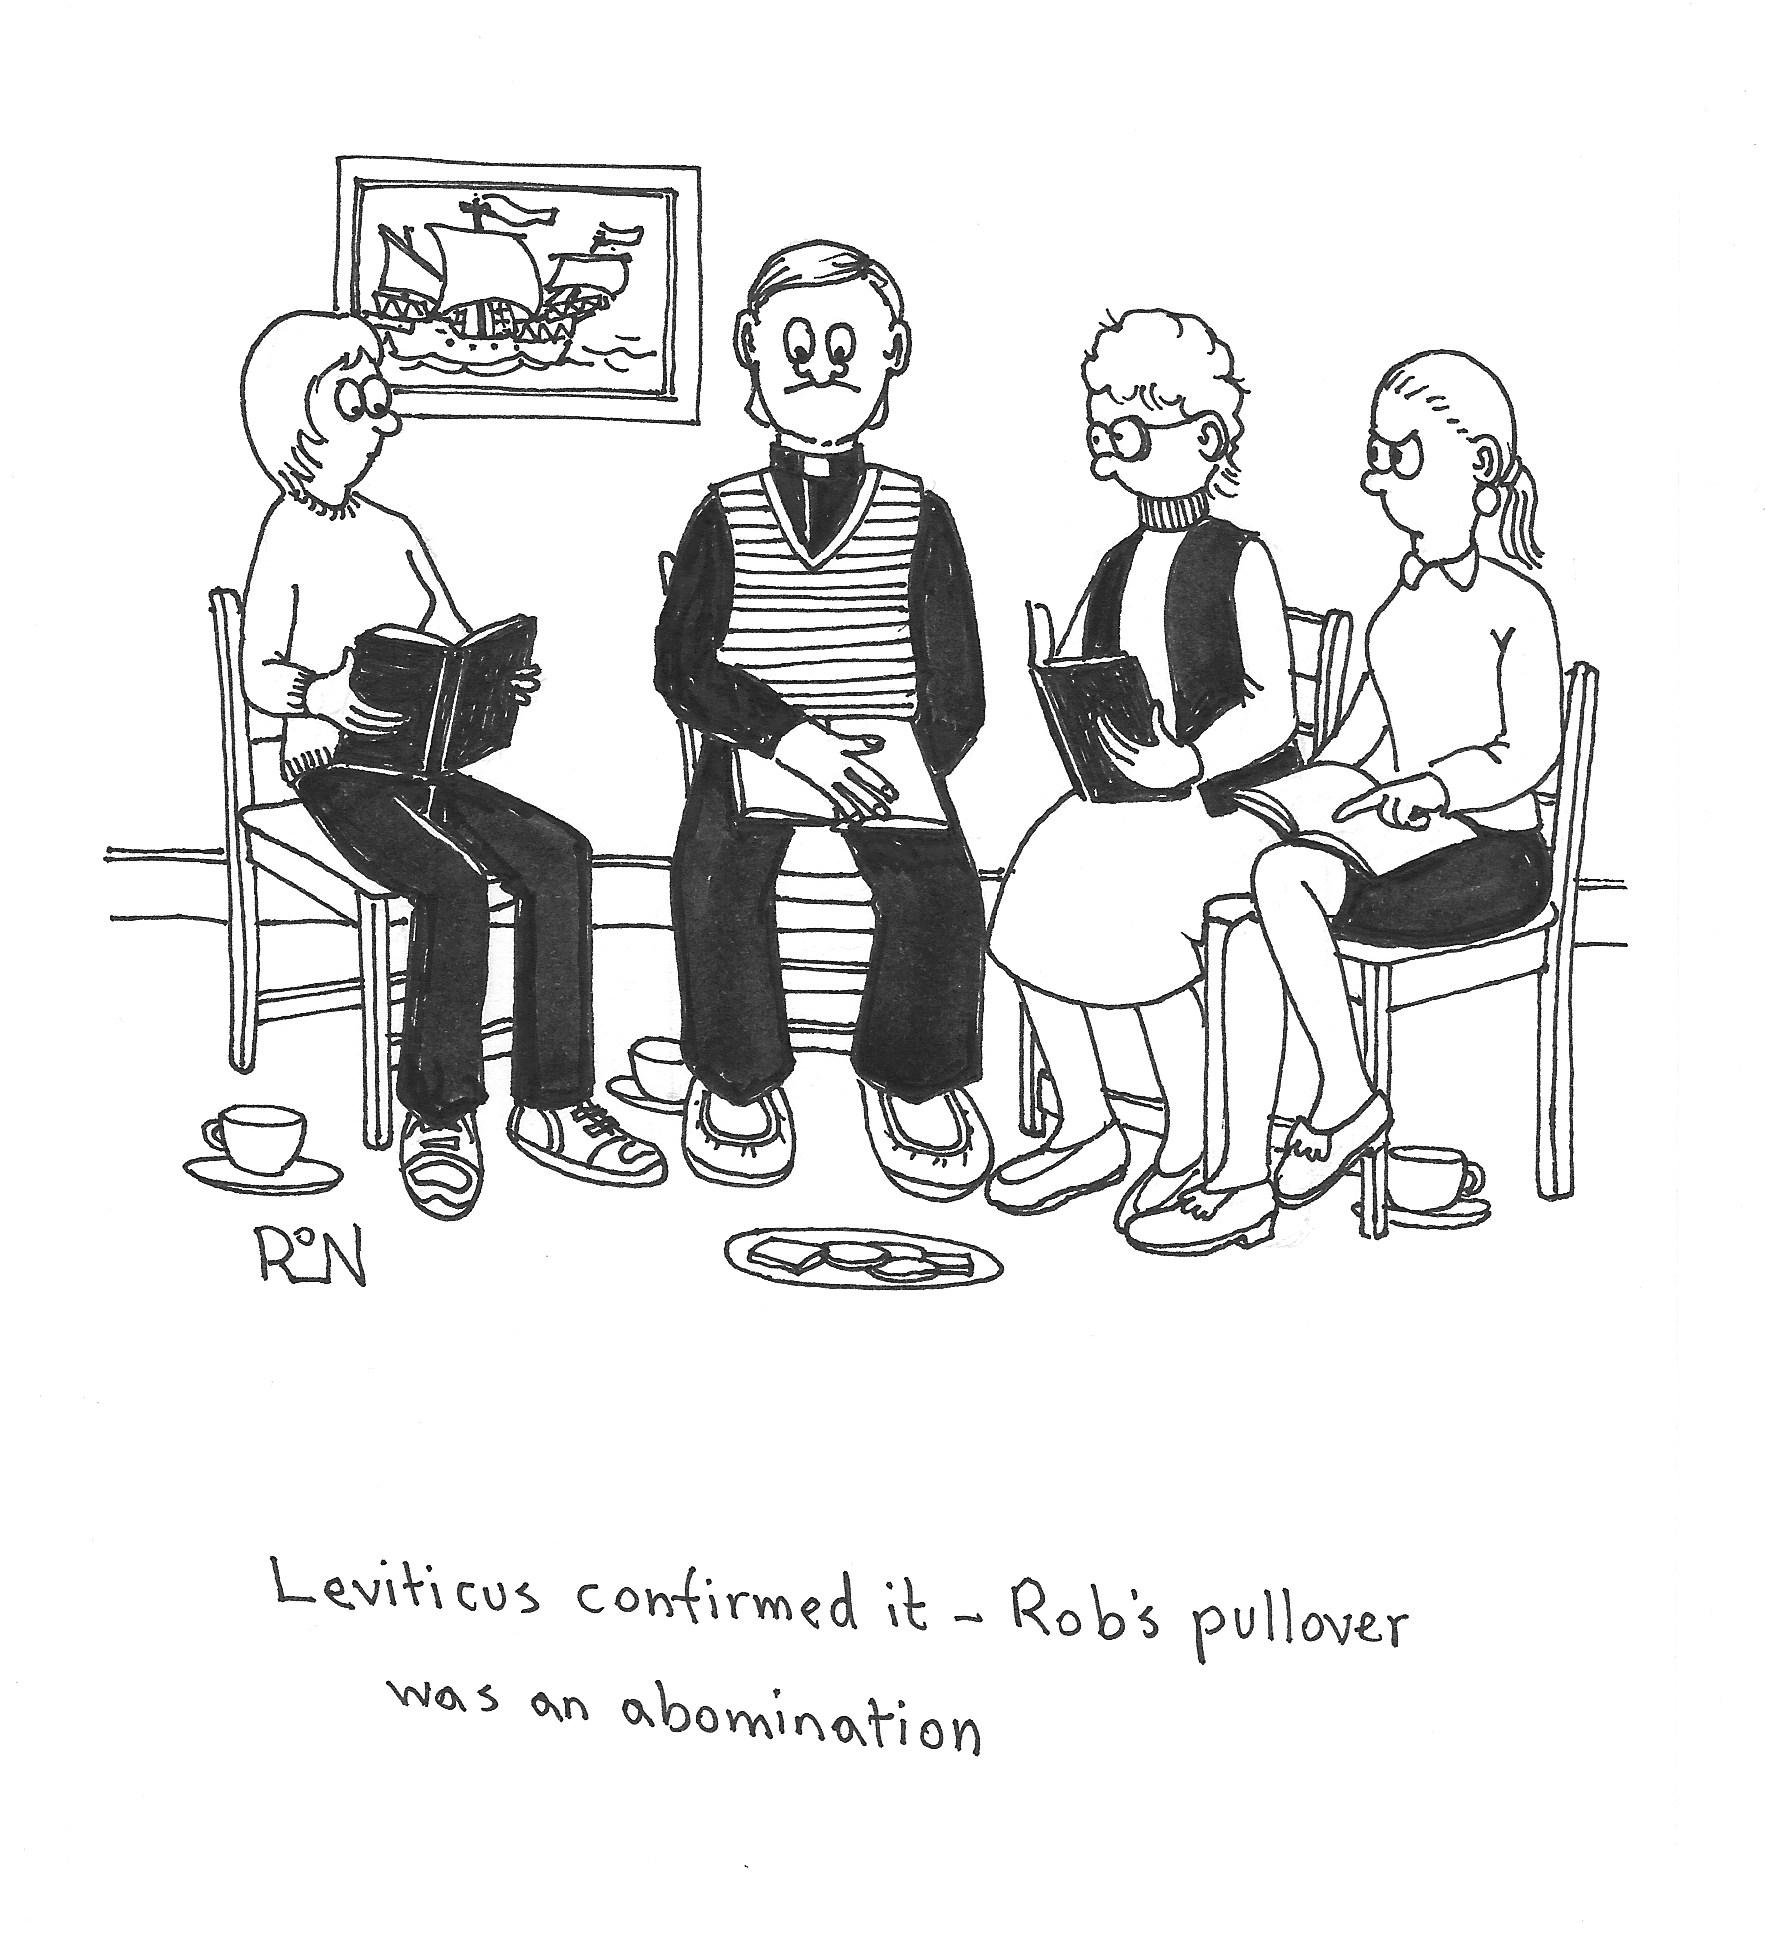 RON
Leviticus confirmed it - Rob's pullover
was an abomination